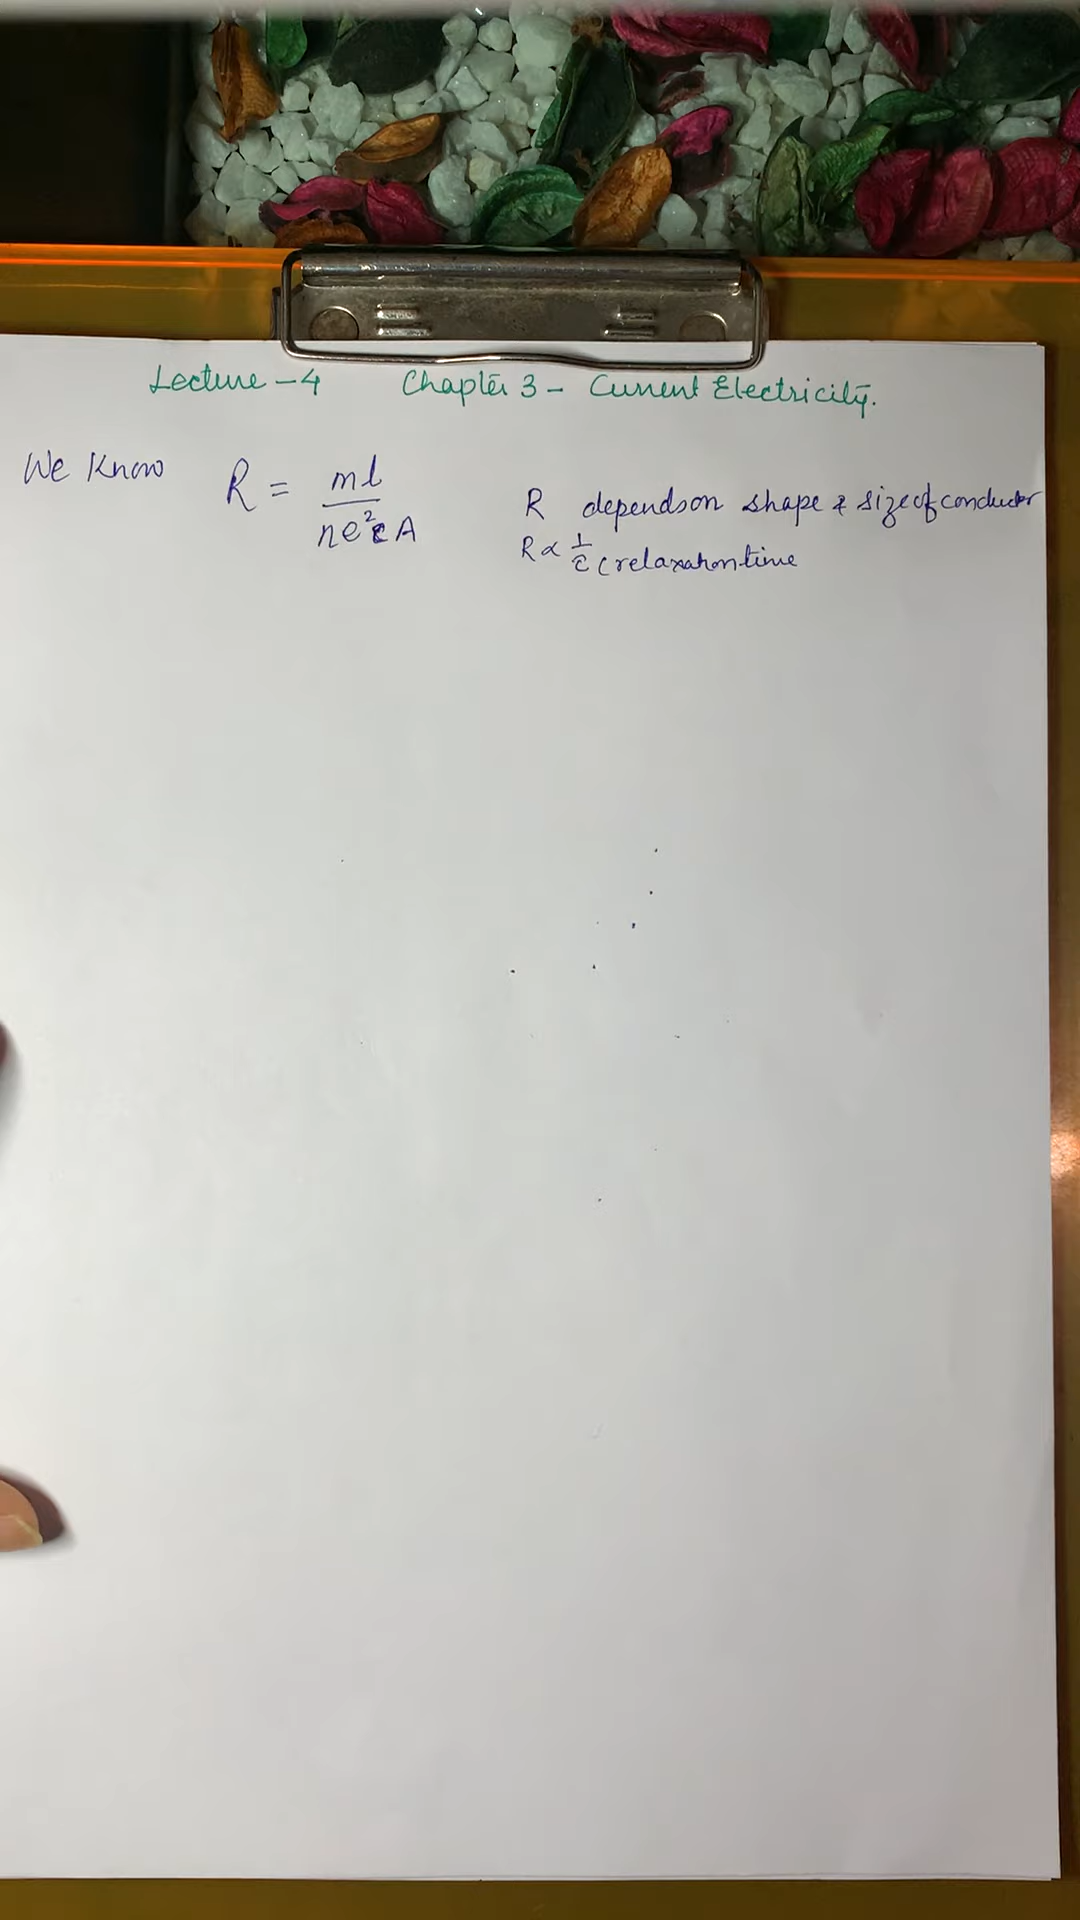 Lecture - 4 Chapter 3 - Current Electricity.
We Know R = ml / ne²τA
R depends on shape & size of conductor
R ∝ 1/τ (relaxation time